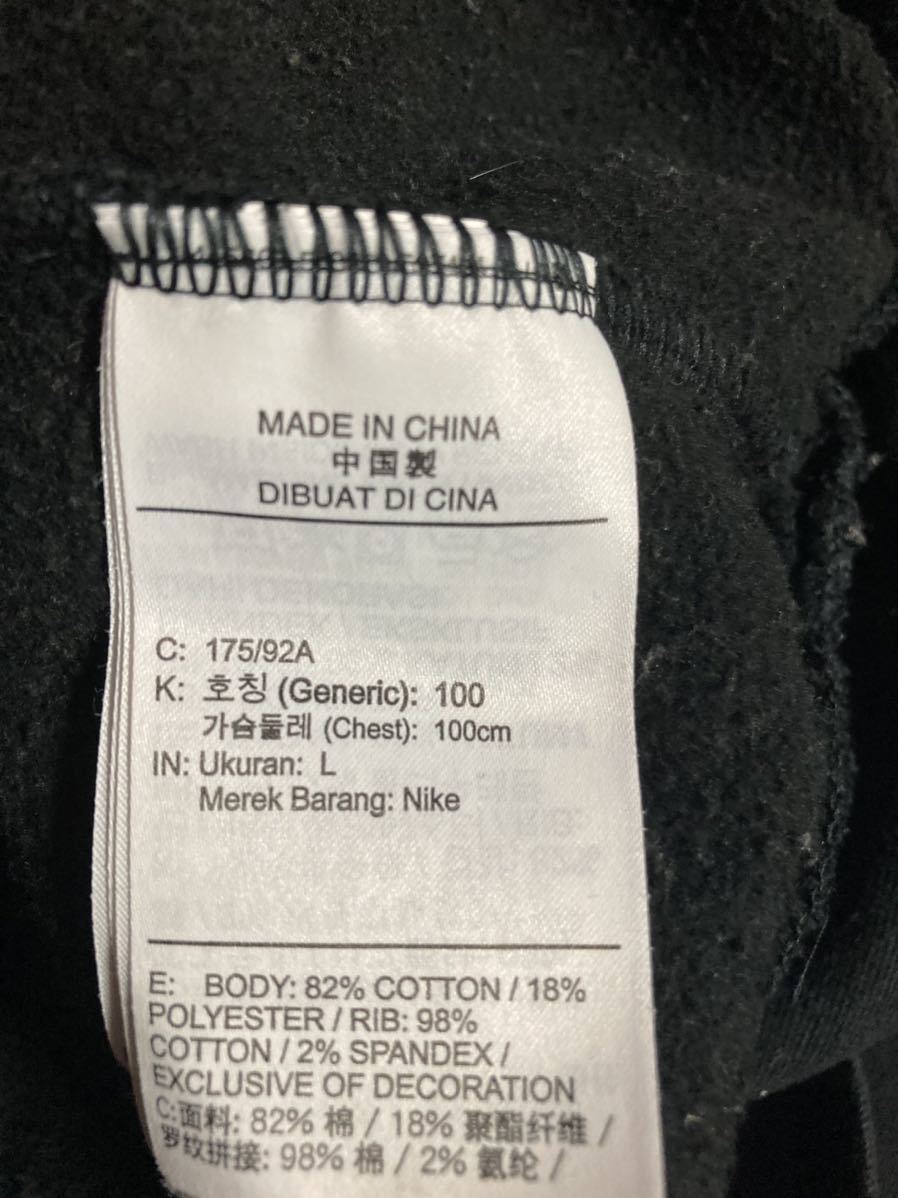 MADE IN CHINA
中国製
DIBUAT DI CINA
C: 175/92A
K: 호칭 (Generic): 100
가슴둘레 (Chest): 100cm
IN: Ukuran: L
Merek Barang: Nike
E: BODY: 82% COTTON / 18%
POLYESTER / RIB: 98%
COTTON / 2% SPANDEX /
EXCLUSIVE OF DECORATION
C:面料: 82% 棉 / 18% 聚酯纤维 /
罗纹拼接: 98% 棉 / 2% 氨纶 /